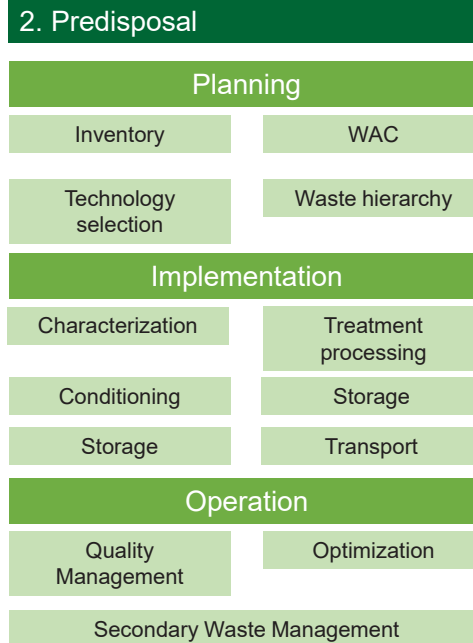 2. Predisposal
Planning
Inventory
WAC
Technology
selection
Waste hierarchy
Implementation
Characterization
Treatment
processing
Conditioning
Storage
Storage
Transport
Operation
Quality
Management
Optimization
Secondary Waste Management